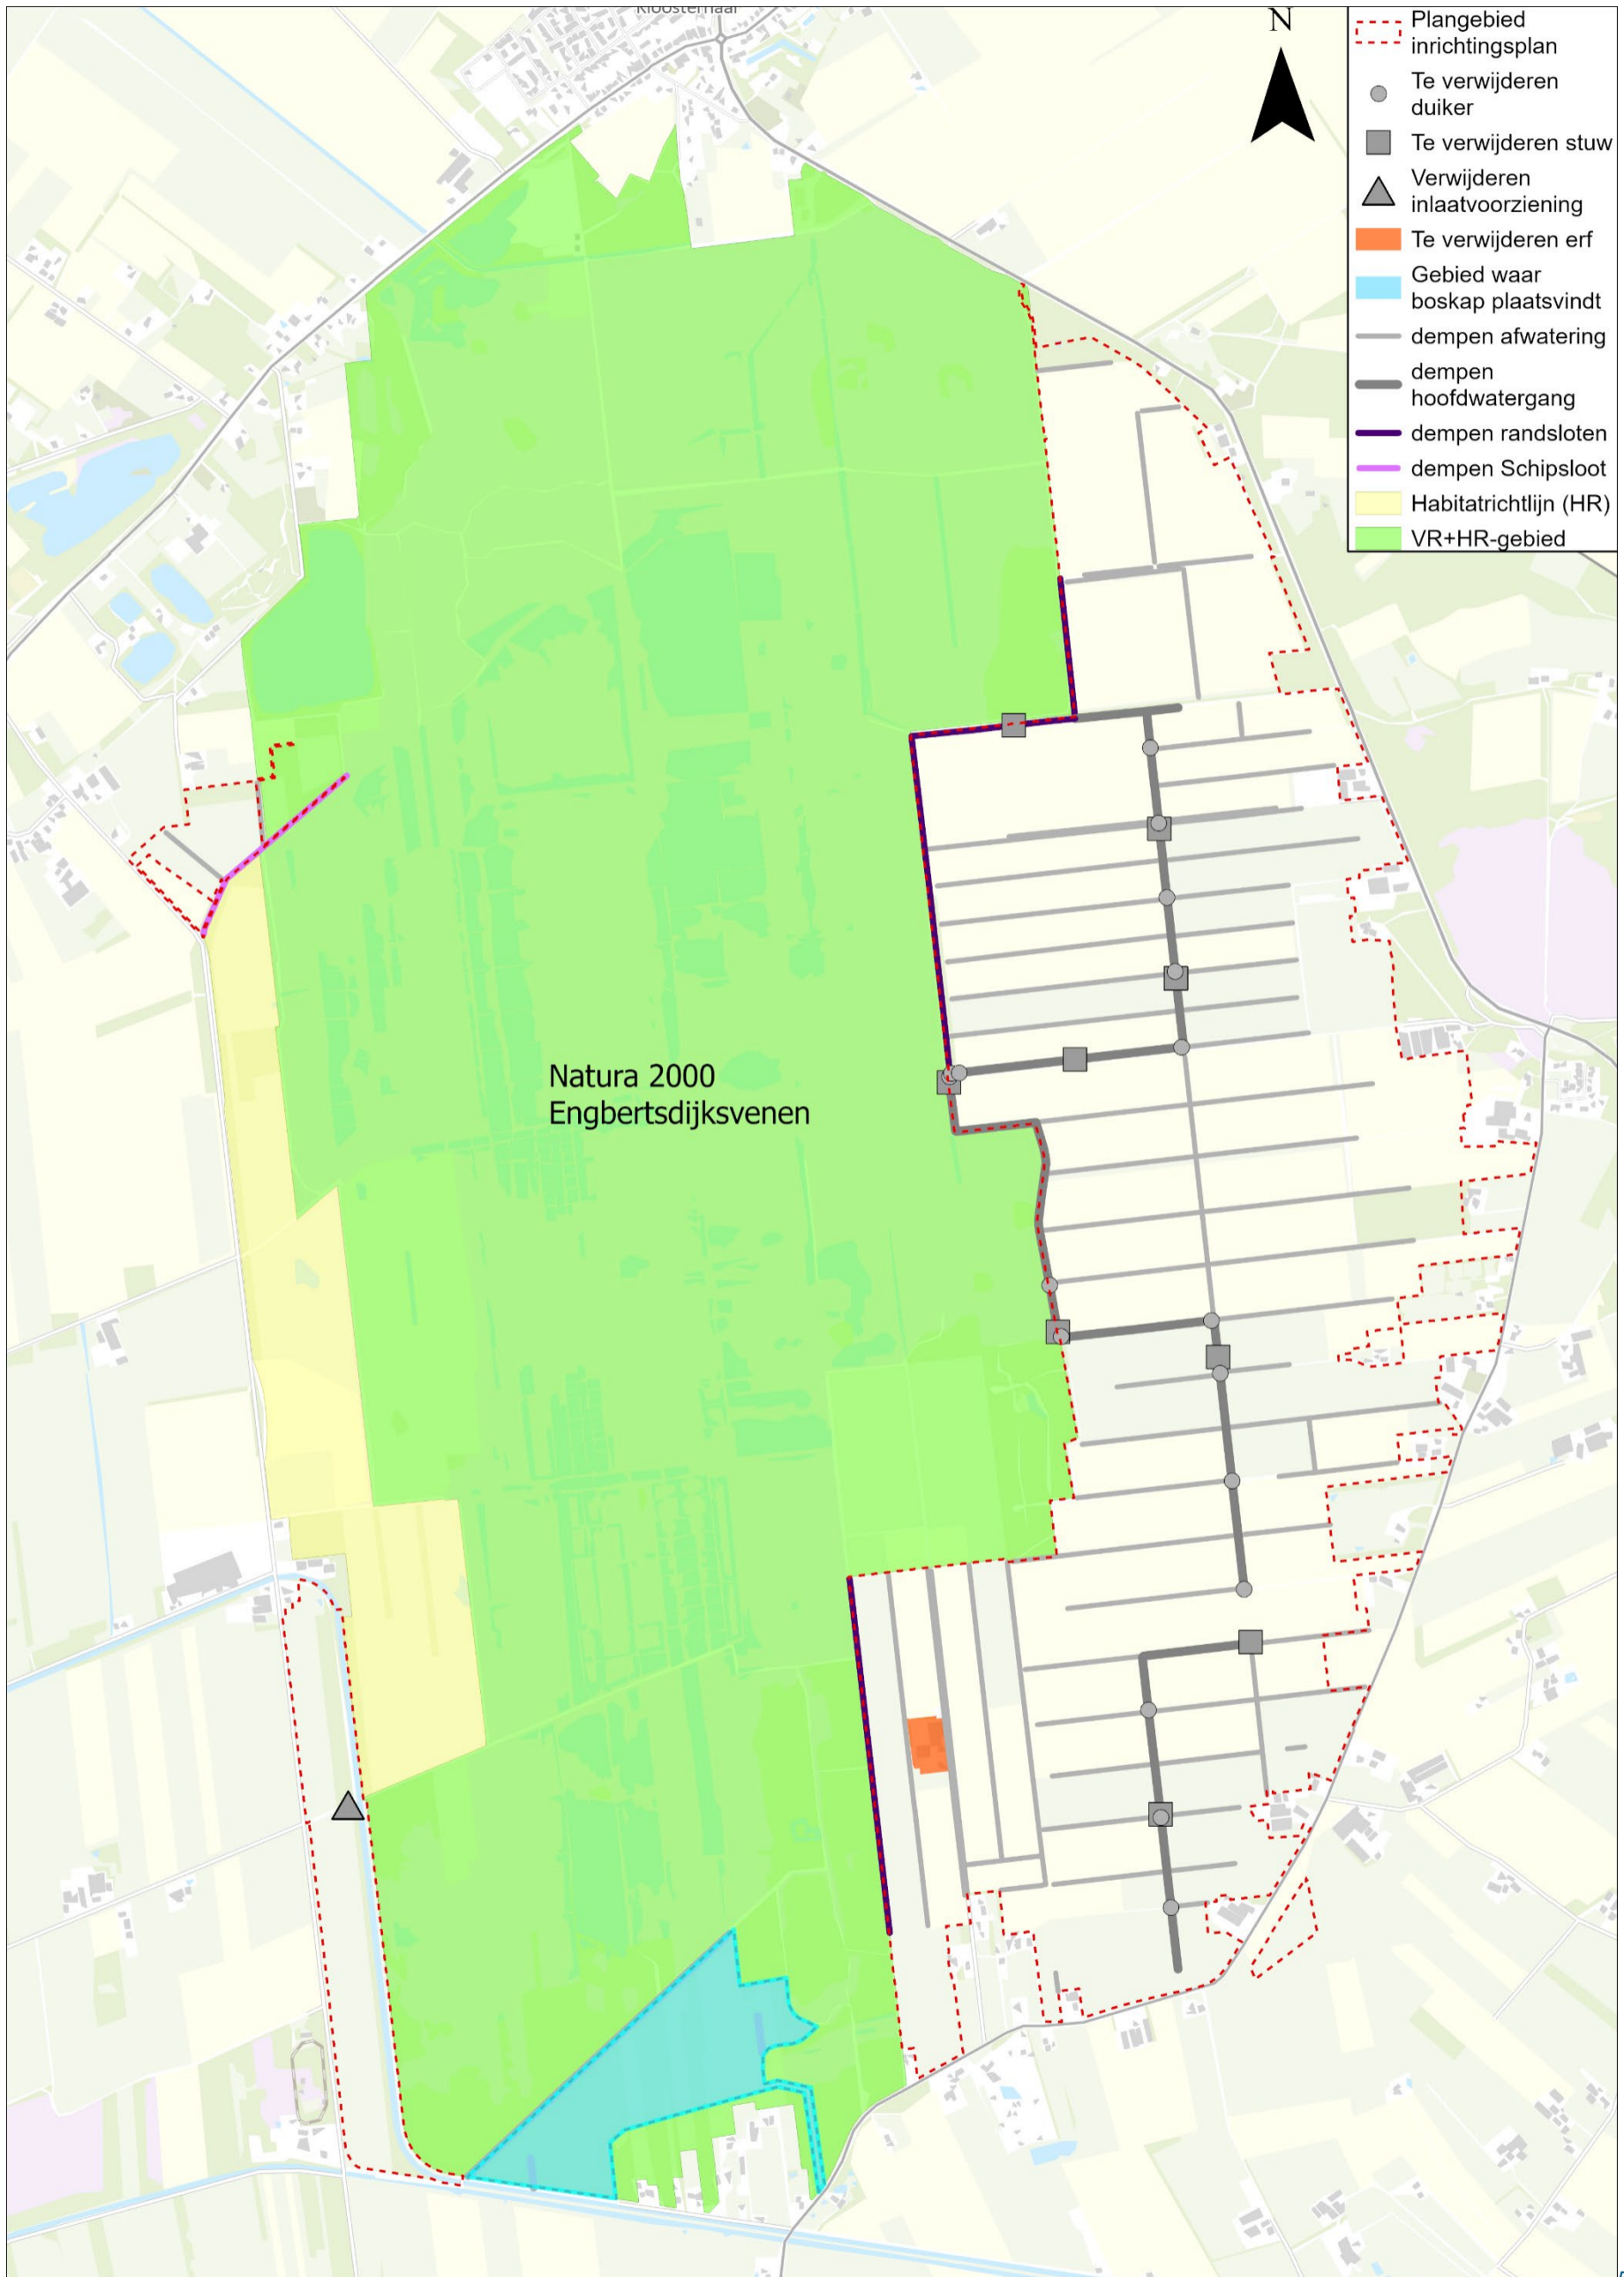 Kloosterhaar
N
Plangebied
inrichtingsplan
Te verwijderen
duiker
Te verwijderen stuw
Verwijderen
inlaatvoorziening
Te verwijderen erf
Gebied waar
boskap plaatsvindt
dempen afwatering
dempen
hoofdwatergang
dempen randsloten
dempen Schipsloot
Habitatrichtlijn (HR)
VR+HR-gebied
Natura 2000
Engbertsdijksvenen